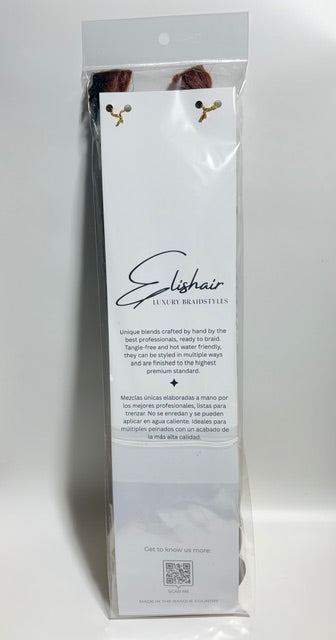 Elishair
LUXURY BRAIDSTYLES
Unique blends crafted by hand by the
best professionals, ready to braid.
Tangle-free and hot water friendly,
they can be styled in multiple ways
and are finished to the highest
premium standard.
Mezclas únicas elaboradas a mano por
los mejores profesionales, listas para
trenzar. No se enredan y se pueden
aplicar en agua caliente. Ideales para
múltiples peinados con un acabado de
la más alta calidad.
Get to know us more:
SCAN ME
MADE IN THE BASQUE COUNTRY